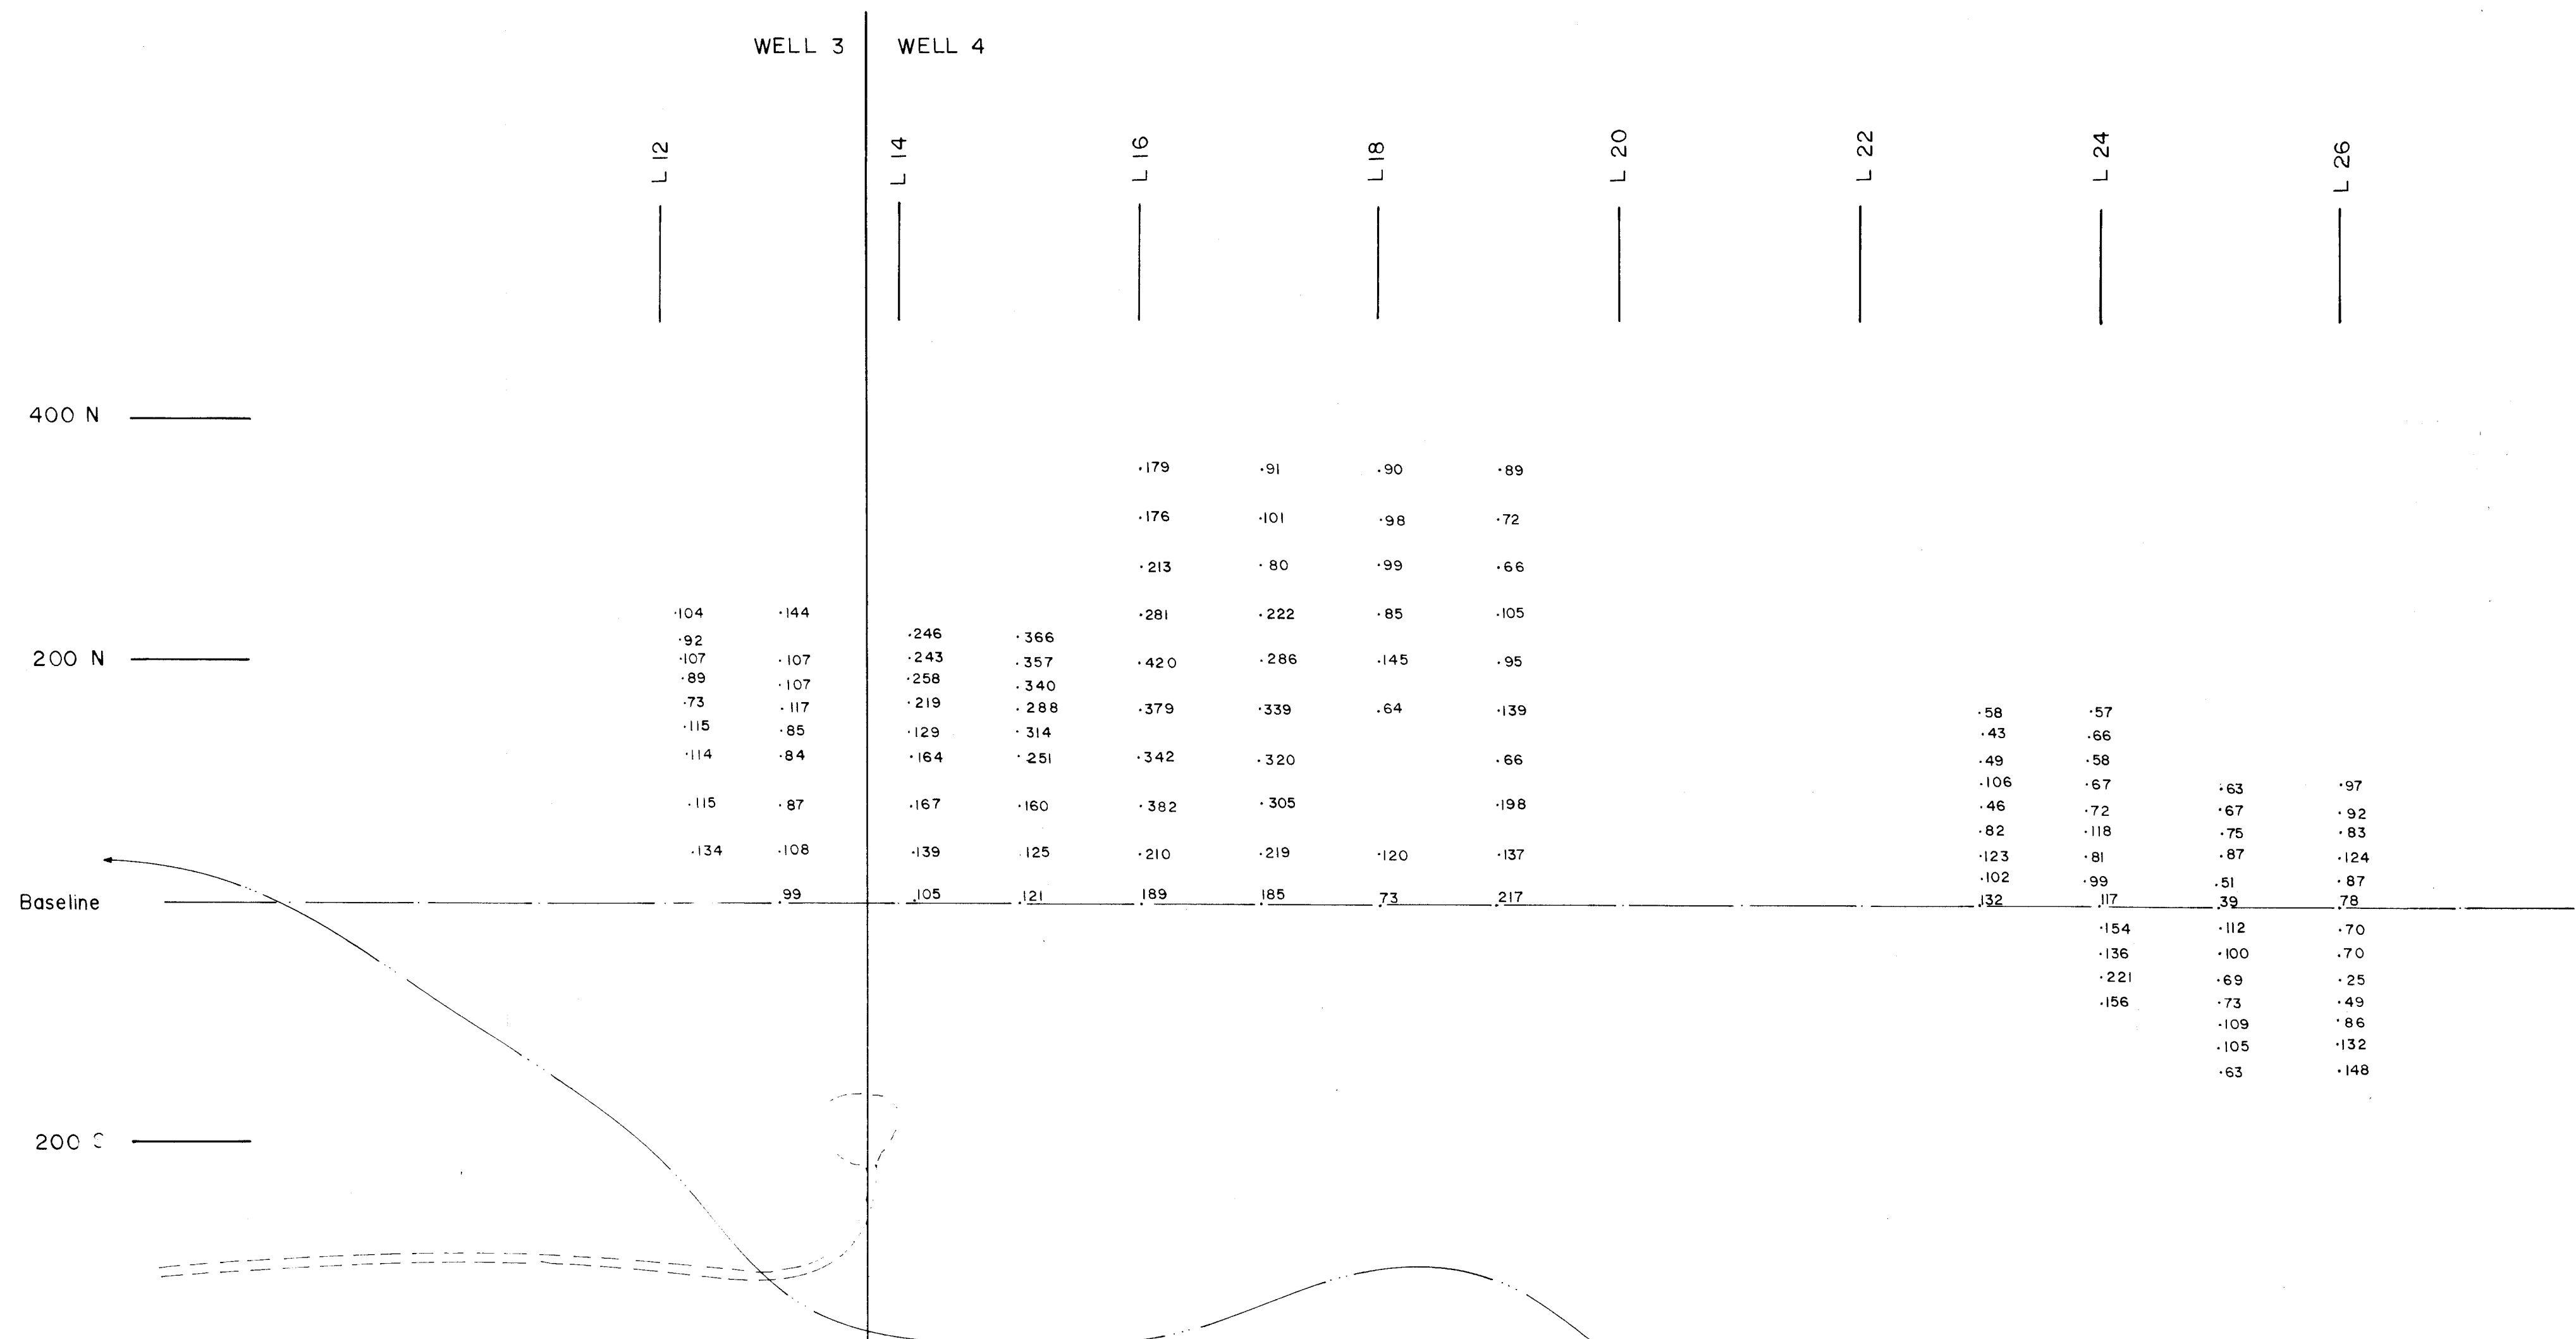 WELL 3 WELL 4
L 12 L 14 L 16 L 18 L 20 L 22 L 24 L 26
400 N
.179 .91 .90 .89
.176 .101 .98 .72
.213 .80 .99 .66
.104 .144 .281 .222 .85 .105
.92 .246 .366
200 N .107 .107 .243 .357 .420 .286 .145 .95
.89 .107 .258 .340
.73 .117 .219 .288 .379 .339 .64 .139 .58 .57
.115 .85 .129 .314 .43 .66
.114 .84 .164 .251 .342 .320 .66 .49 .58
.106 .67 .63 .97
.115 .87 .167 .160 .382 .305 .198 .46 .72 .67 .92
.82 .118 .75 .83
.134 .108 .139 .125 .210 .219 .120 .137 .123 .81 .87 .124
.102 .99 .51 .87
Baseline .99 .105 .121 .189 .185 .73 .217 .132 .117 .39 .78
.154 .112 .70
.136 .100 .70
.221 .69 .25
.156 .73 .49
.109 .86
.105 .132
.63 .148
200